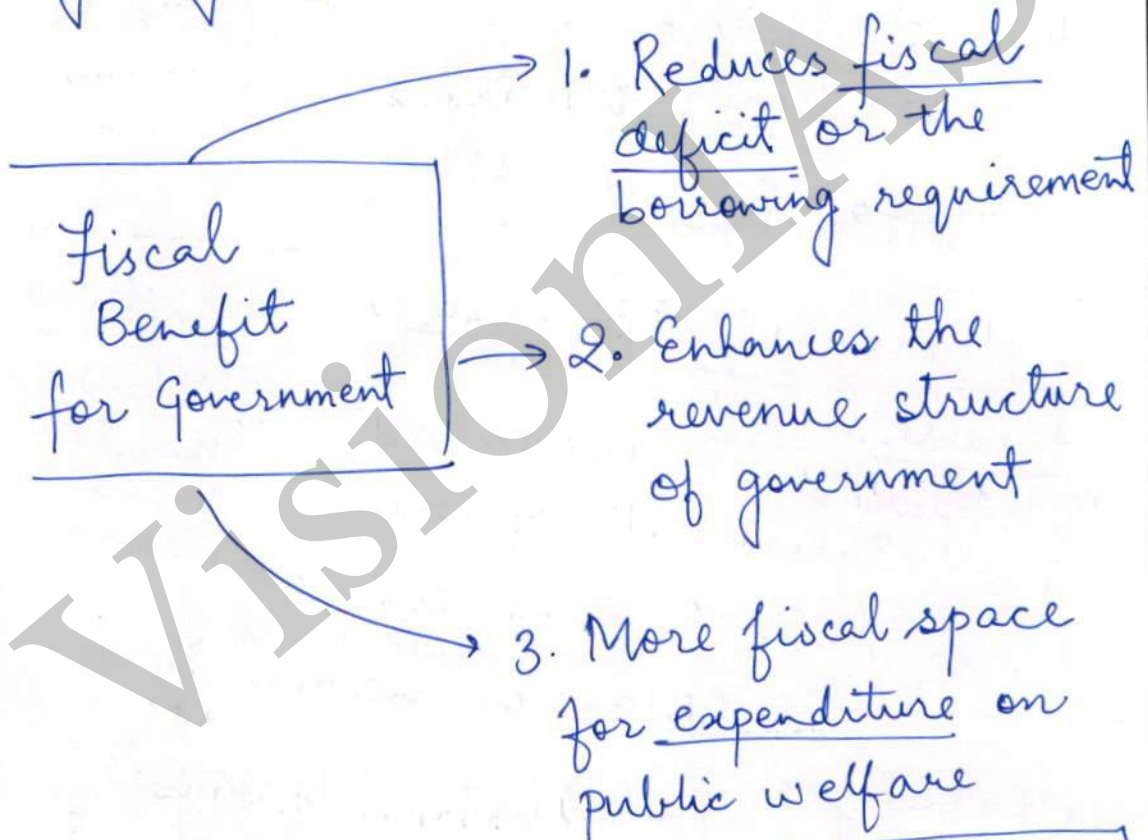 Fiscal
Benefit
for Government
1. Reduces fiscal
deficit or the
borrowing requirement
2. Enhances the
revenue structure
of government
3. More fiscal space
for expenditure on
public welfare
VisionIAS